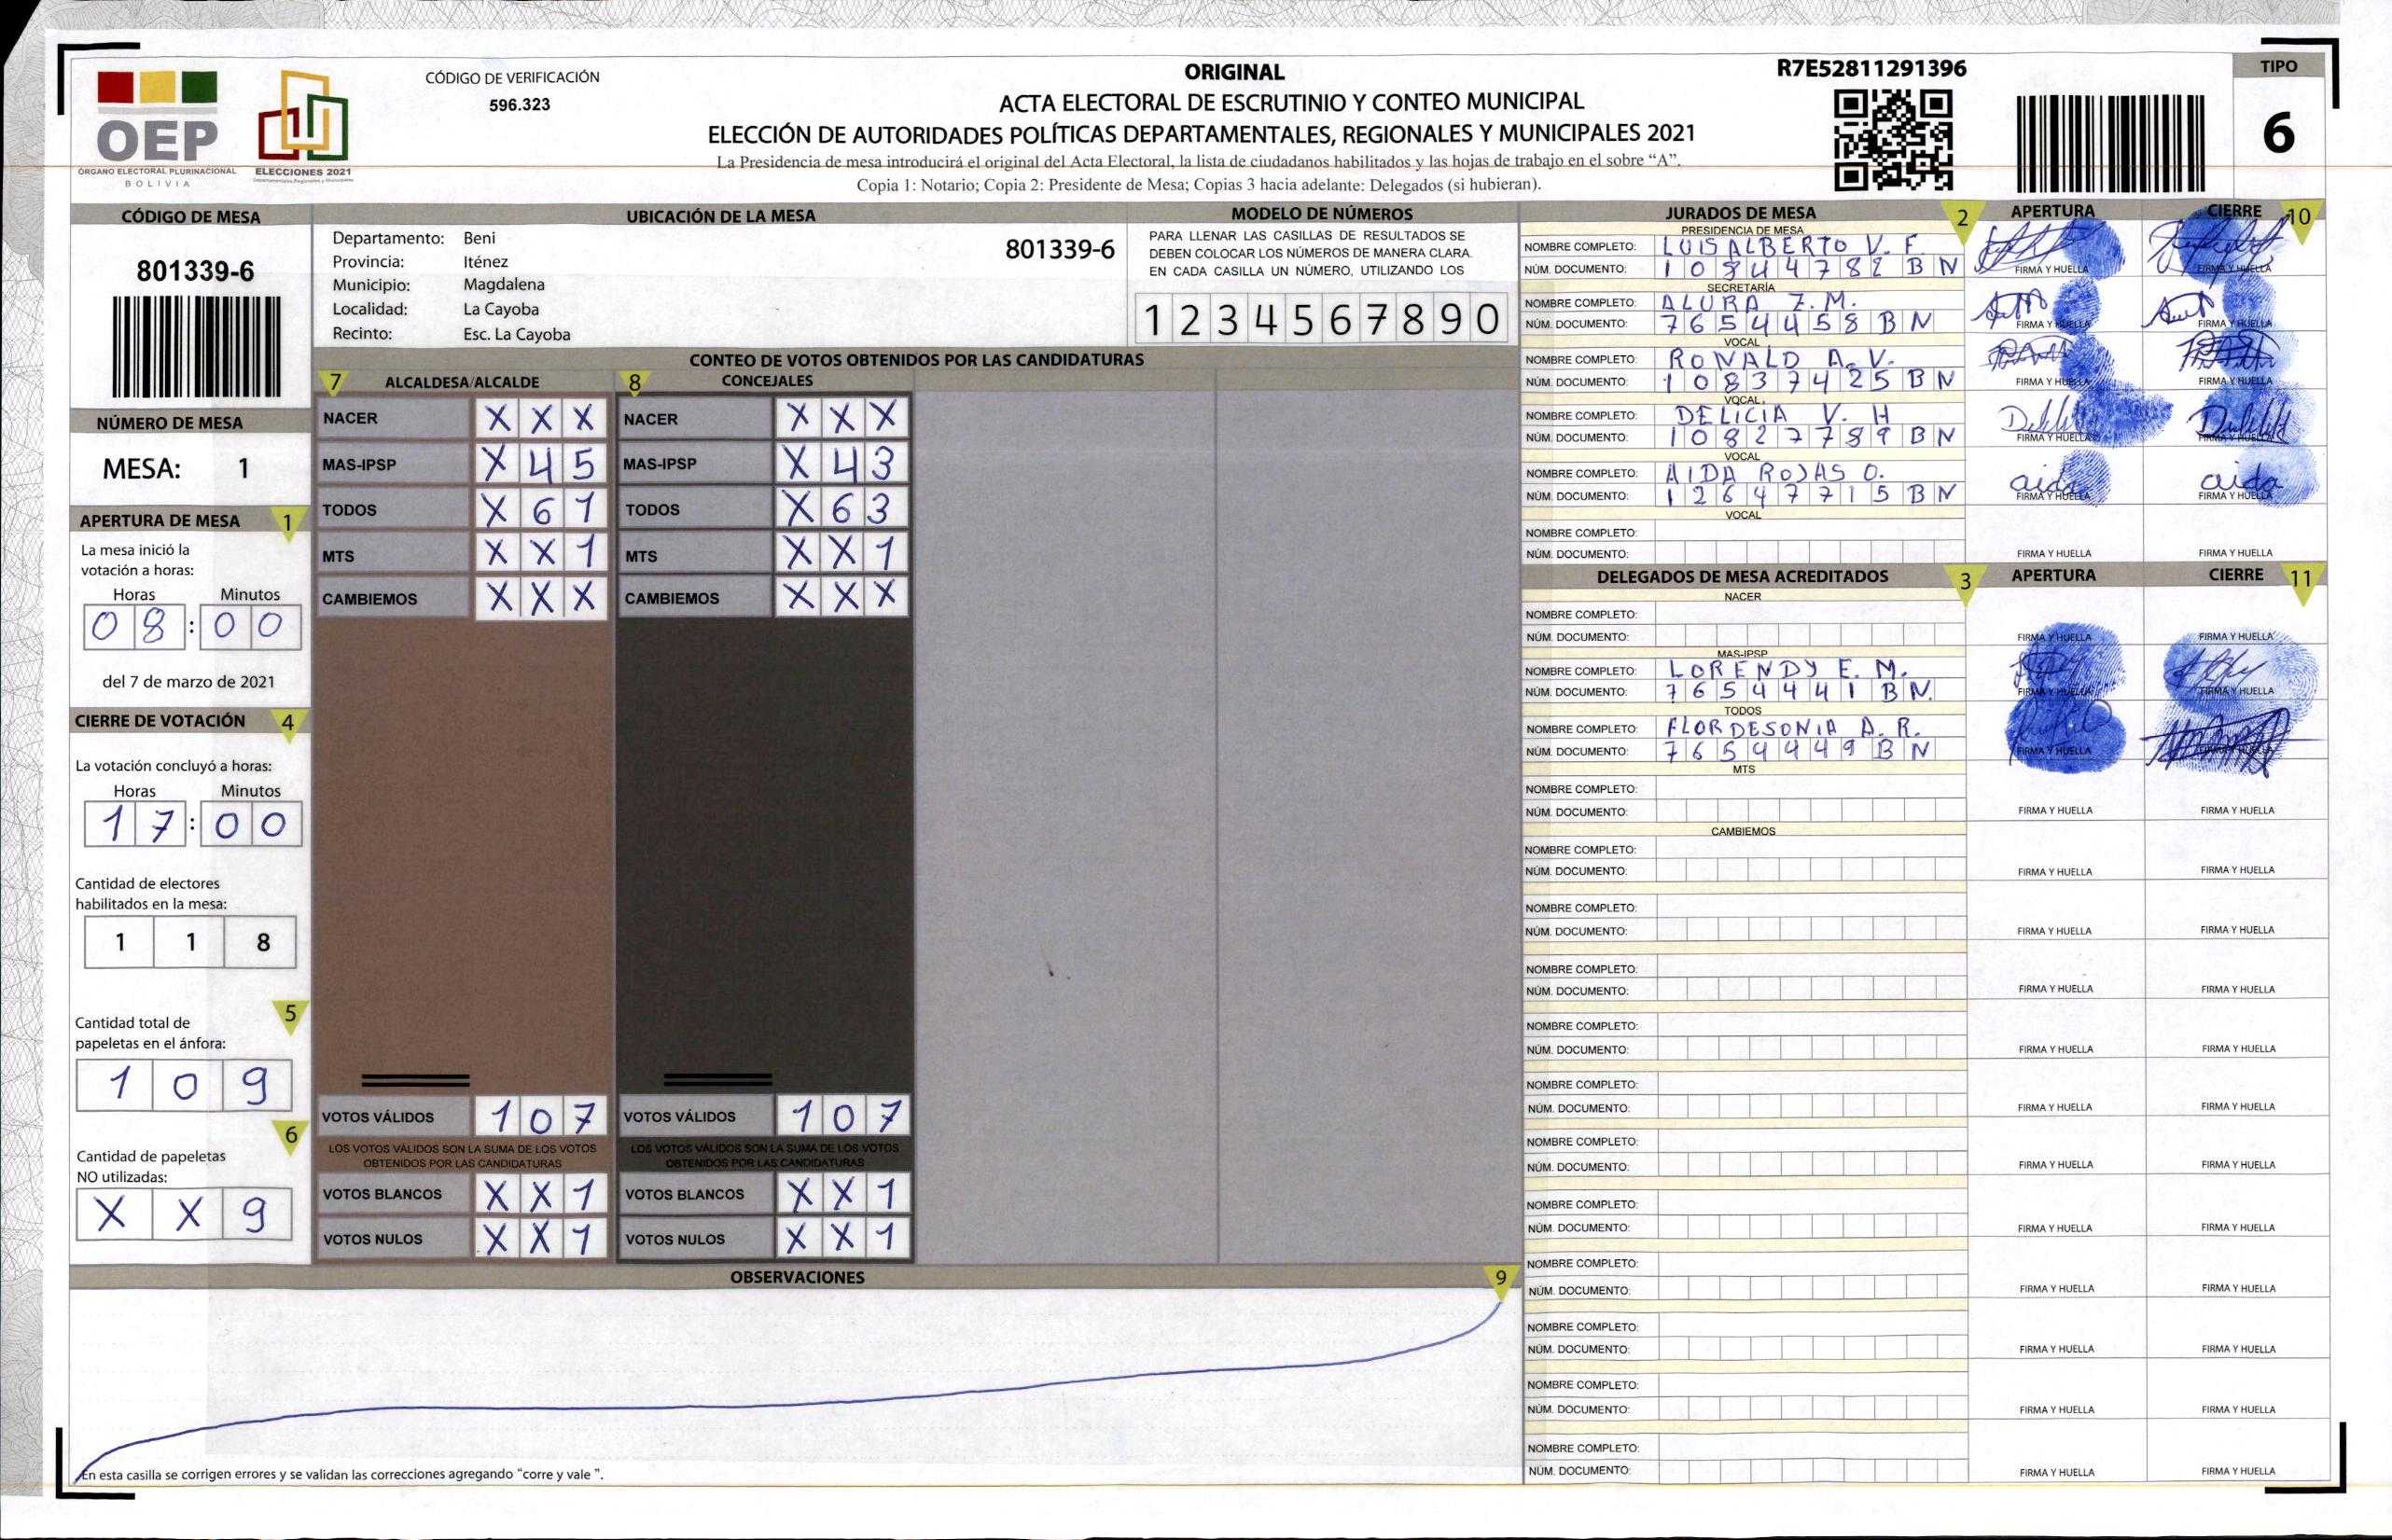 OEP
ÓRGANO ELECTORAL PLURINACIONAL
BOLIVIA
ELECCIONES 2021
Departamentales, Regionales y Municipales
CÓDIGO DE VERIFICACIÓN
596.323
ORIGINAL
ACTA ELECTORAL DE ESCRUTINIO Y CONTEO MUNICIPAL
ELECCIÓN DE AUTORIDADES POLÍTICAS DEPARTAMENTALES, REGIONALES Y MUNICIPALES 2021
La Presidencia de mesa introducirá el original del Acta Electoral, la lista de ciudadanos habilitados y las hojas de trabajo en el sobre “A”.
Copia 1: Notario; Copia 2: Presidente de Mesa; Copias 3 hacia adelante: Delegados (si hubieran).
R7E52811291396
TIPO
6
CÓDIGO DE MESA
801339-6
NÚMERO DE MESA
MESA: 1
APERTURA DE MESA 1
La mesa inició la
votación a horas:
Horas Minutos
08:00
del 7 de marzo de 2021
CIERRE DE VOTACIÓN 4
La votación concluyó a horas:
Horas Minutos
17:00
Cantidad de electores
habilitados en la mesa:
1 1 8
5
Cantidad total de
papeletas en el ánfora:
1 0 9
6
Cantidad de papeletas
NO utilizadas:
X X 9
UBICACIÓN DE LA MESA
Departamento: Beni
801339-6
Provincia: Iténez
Municipio: Magdalena
Localidad: La Cayoba
Recinto: Esc. La Cayoba
MODELO DE NÚMEROS
PARA LLENAR LAS CASILLAS DE RESULTADOS SE
DEBEN COLOCAR LOS NÚMEROS DE MANERA CLARA.
EN CADA CASILLA UN NÚMERO, UTILIZANDO LOS
1 2 3 4 5 6 7 8 9 0
CONTEO DE VOTOS OBTENIDOS POR LAS CANDIDATURAS
7 ALCALDESA/ALCALDE 8 CONCEJALES
NACER X X X NACER X X X
MAS-IPSP X 4 5 MAS-IPSP X 4 3
TODOS X 6 1 TODOS X 6 3
MTS X X 1 MTS X X 1
CAMBIEMOS X X X CAMBIEMOS X X X
VOTOS VÁLIDOS 1 0 7 VOTOS VÁLIDOS 1 0 7
LOS VOTOS VÁLIDOS SON LA SUMA DE LOS VOTOS LOS VOTOS VÁLIDOS SON LA SUMA DE LOS VOTOS
OBTENIDOS POR LAS CANDIDATURAS OBTENIDOS POR LAS CANDIDATURAS
VOTOS BLANCOS X X 1 VOTOS BLANCOS X X 1
VOTOS NULOS X X 1 VOTOS NULOS X X 1
OBSERVACIONES 9
En esta casilla se corrigen errores y se validan las correcciones agregando “corre y vale ”.
JURADOS DE MESA 2 APERTURA CIERRE 10
PRESIDENCIA DE MESA
NOMBRE COMPLETO: LUIS ALBERTO V. F.
NÚM. DOCUMENTO: 10844782 BN FIRMA Y HUELLA FIRMA Y HUELLA
SECRETARÍA
NOMBRE COMPLETO: ALURA Z. M.
NÚM. DOCUMENTO: 7654458 BN FIRMA Y HUELLA FIRMA Y HUELLA
VOCAL
NOMBRE COMPLETO: RONALD A. V.
NÚM. DOCUMENTO: 10837425 BN FIRMA Y HUELLA FIRMA Y HUELLA
VOCAL
NOMBRE COMPLETO: DELICIA V. H
NÚM. DOCUMENTO: 10827789 BN FIRMA Y HUELLA FIRMA Y HUELLA
VOCAL
NOMBRE COMPLETO: AIDA ROJAS O. aida aida
NÚM. DOCUMENTO: 12647715 BN FIRMA Y HUELLA FIRMA Y HUELLA
VOCAL
NOMBRE COMPLETO:
NÚM. DOCUMENTO: FIRMA Y HUELLA FIRMA Y HUELLA
DELEGADOS DE MESA ACREDITADOS 3 APERTURA CIERRE 11
NACER
NOMBRE COMPLETO:
NÚM. DOCUMENTO: FIRMA Y HUELLA FIRMA Y HUELLA
MAS-IPSP
NOMBRE COMPLETO: LORENDY E. M.
NÚM. DOCUMENTO: 7654441 BN. FIRMA Y HUELLA FIRMA Y HUELLA
TODOS
NOMBRE COMPLETO: FLORDESONIA A. R.
NÚM. DOCUMENTO: 7654449 BN FIRMA Y HUELLA FIRMA Y HUELLA
MTS
NOMBRE COMPLETO:
NÚM. DOCUMENTO: FIRMA Y HUELLA FIRMA Y HUELLA
CAMBIEMOS
NOMBRE COMPLETO:
NÚM. DOCUMENTO: FIRMA Y HUELLA FIRMA Y HUELLA
NOMBRE COMPLETO:
NÚM. DOCUMENTO: FIRMA Y HUELLA FIRMA Y HUELLA
NOMBRE COMPLETO:
NÚM. DOCUMENTO: FIRMA Y HUELLA FIRMA Y HUELLA
NOMBRE COMPLETO:
NÚM. DOCUMENTO: FIRMA Y HUELLA FIRMA Y HUELLA
NOMBRE COMPLETO:
NÚM. DOCUMENTO: FIRMA Y HUELLA FIRMA Y HUELLA
NOMBRE COMPLETO:
NÚM. DOCUMENTO: FIRMA Y HUELLA FIRMA Y HUELLA
NOMBRE COMPLETO:
NÚM. DOCUMENTO: FIRMA Y HUELLA FIRMA Y HUELLA
NOMBRE COMPLETO:
NÚM. DOCUMENTO: FIRMA Y HUELLA FIRMA Y HUELLA
NOMBRE COMPLETO:
NÚM. DOCUMENTO: FIRMA Y HUELLA FIRMA Y HUELLA
NOMBRE COMPLETO:
NÚM. DOCUMENTO: FIRMA Y HUELLA FIRMA Y HUELLA
NOMBRE COMPLETO:
NÚM. DOCUMENTO: FIRMA Y HUELLA FIRMA Y HUELLA